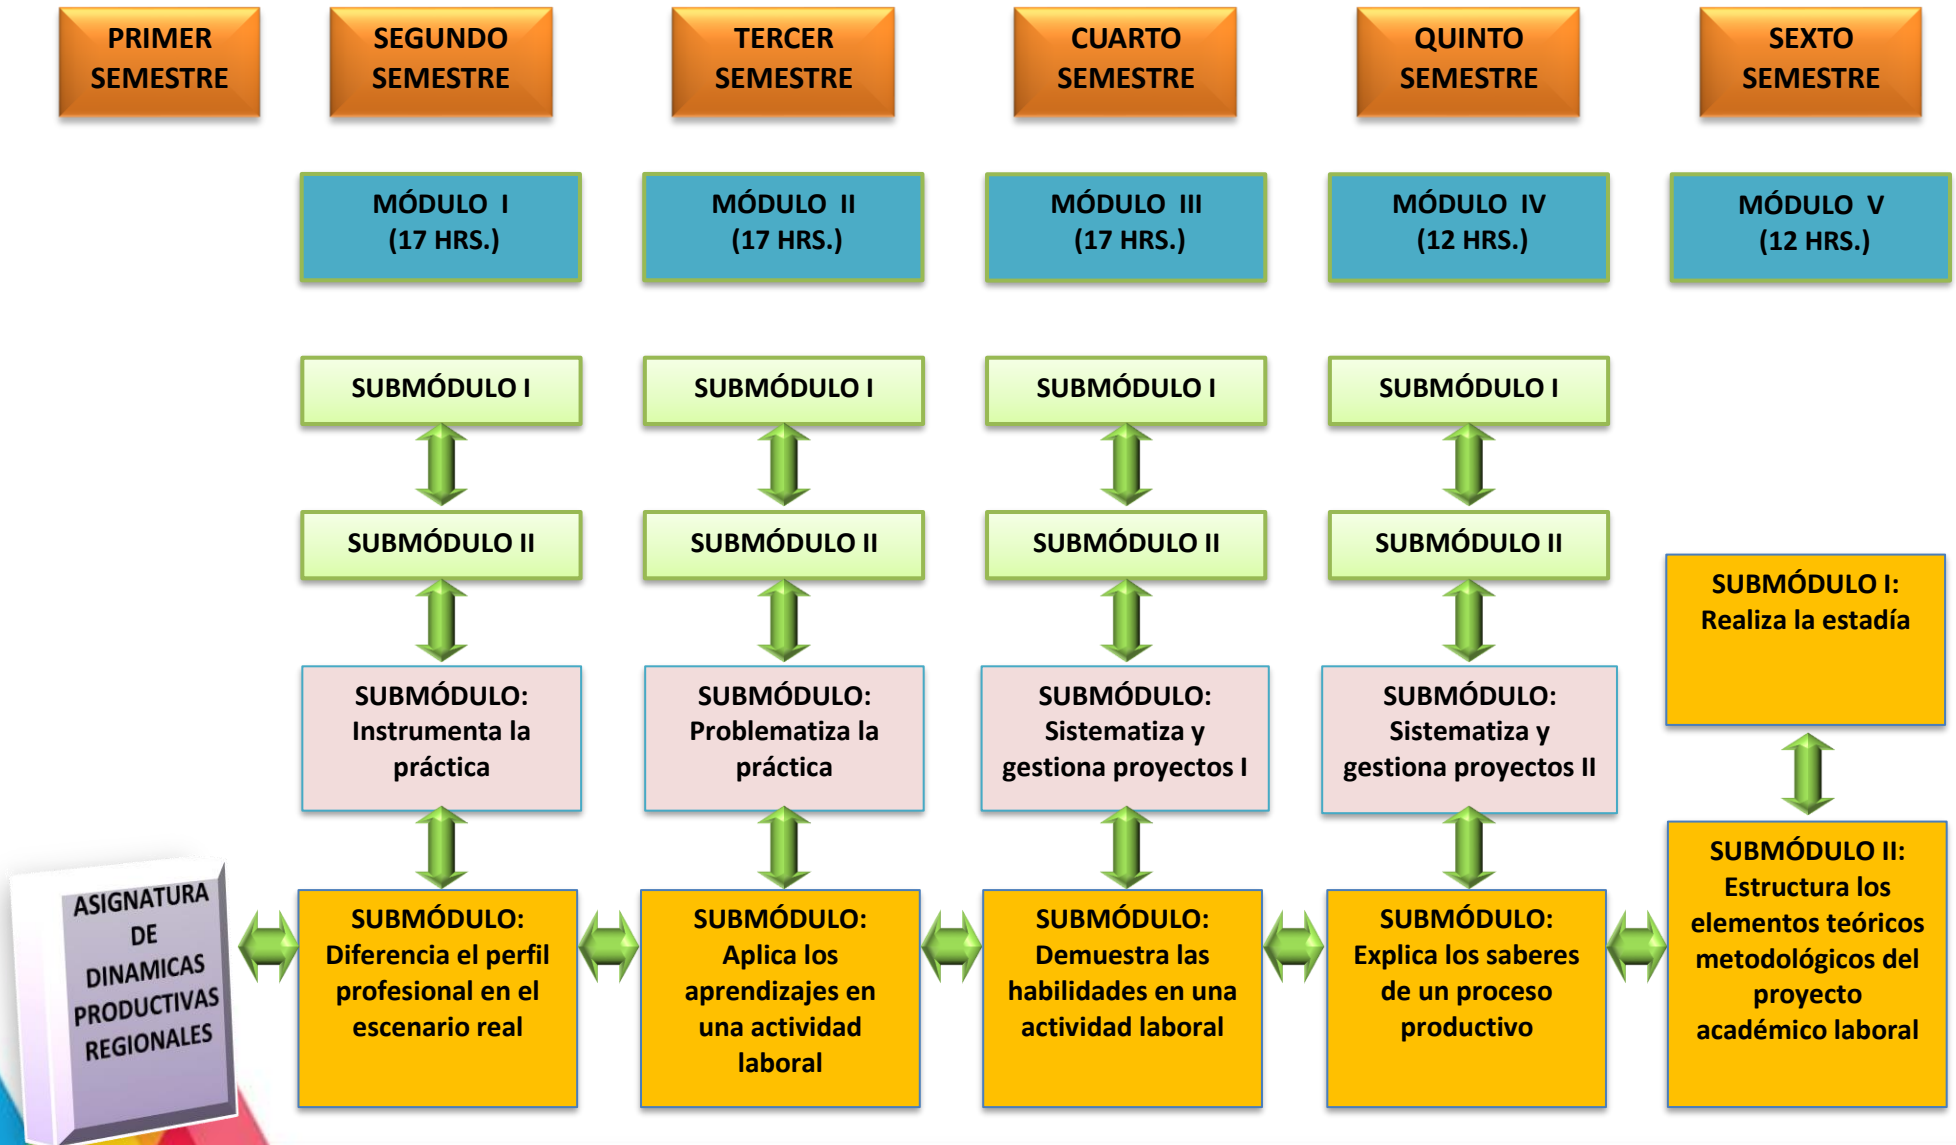 PRIMER
SEMESTRE
SEGUNDO
SEMESTRE
TERCER
SEMESTRE
CUARTO
SEMESTRE
QUINTO
SEMESTRE
SEXTO
SEMESTRE
MÓDULO I
(17 HRS.)
MÓDULO II
(17 HRS.)
MÓDULO III
(17 HRS.)
MÓDULO IV
(12 HRS.)
MÓDULO V
(12 HRS.)
SUBMÓDULO I
SUBMÓDULO I
SUBMÓDULO I
SUBMÓDULO I
SUBMÓDULO II
SUBMÓDULO II
SUBMÓDULO II
SUBMÓDULO II
SUBMÓDULO I:
Realiza la estadía
SUBMÓDULO:
Instrumenta la
práctica
SUBMÓDULO:
Problematiza la
práctica
SUBMÓDULO:
Sistematiza y
gestiona proyectos I
SUBMÓDULO:
Sistematiza y
gestiona proyectos II
ASIGNATURA
DE
DINAMICAS
PRODUCTIVAS
REGIONALES
SUBMÓDULO:
Diferencia el perfil
profesional en el
escenario real
SUBMÓDULO:
Aplica los
aprendizajes en
una actividad
laboral
SUBMÓDULO:
Demuestra las
habilidades en una
actividad laboral
SUBMÓDULO:
Explica los saberes
de un proceso
productivo
SUBMÓDULO II:
Estructura los
elementos teóricos
metodológicos del
proyecto
académico laboral